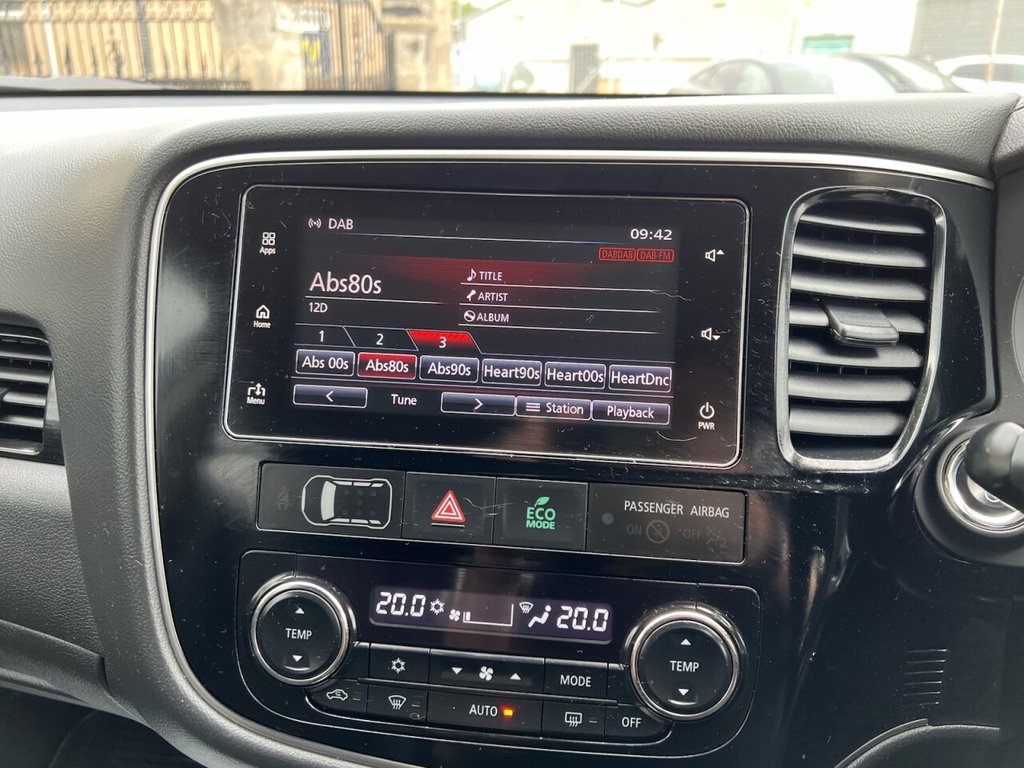 DAB
09:42
DABDAB DAB-FM
Apps
Abs80s
TITLE
ARTIST
12D
ALBUM
Home
1 2 3
Abs 00s Abs80s Abs90s Heart90s Heart00s HeartDnc
Menu
< Tune > Station Playback
PWR
ECO
MODE
PASSENGER AIRBAG
ON OFF
20.0 20.0
TEMP
TEMP
MODE
AUTO
OFF